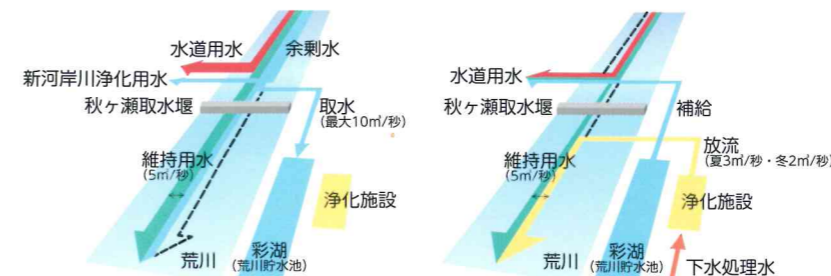 水道用水
余剰水
新河岸川浄化用水
秋ヶ瀬取水堰
取水
(最大10㎥/秒)
維持用水
(5㎥/秒)
浄化施設
荒川
彩湖
(荒川貯水池)
水道用水
秋ヶ瀬取水堰
補給
放流
(夏3㎥/秒・冬2㎥/秒)
維持用水
(5㎥/秒)
浄化施設
荒川
彩湖
(荒川貯水池)
下水処理水